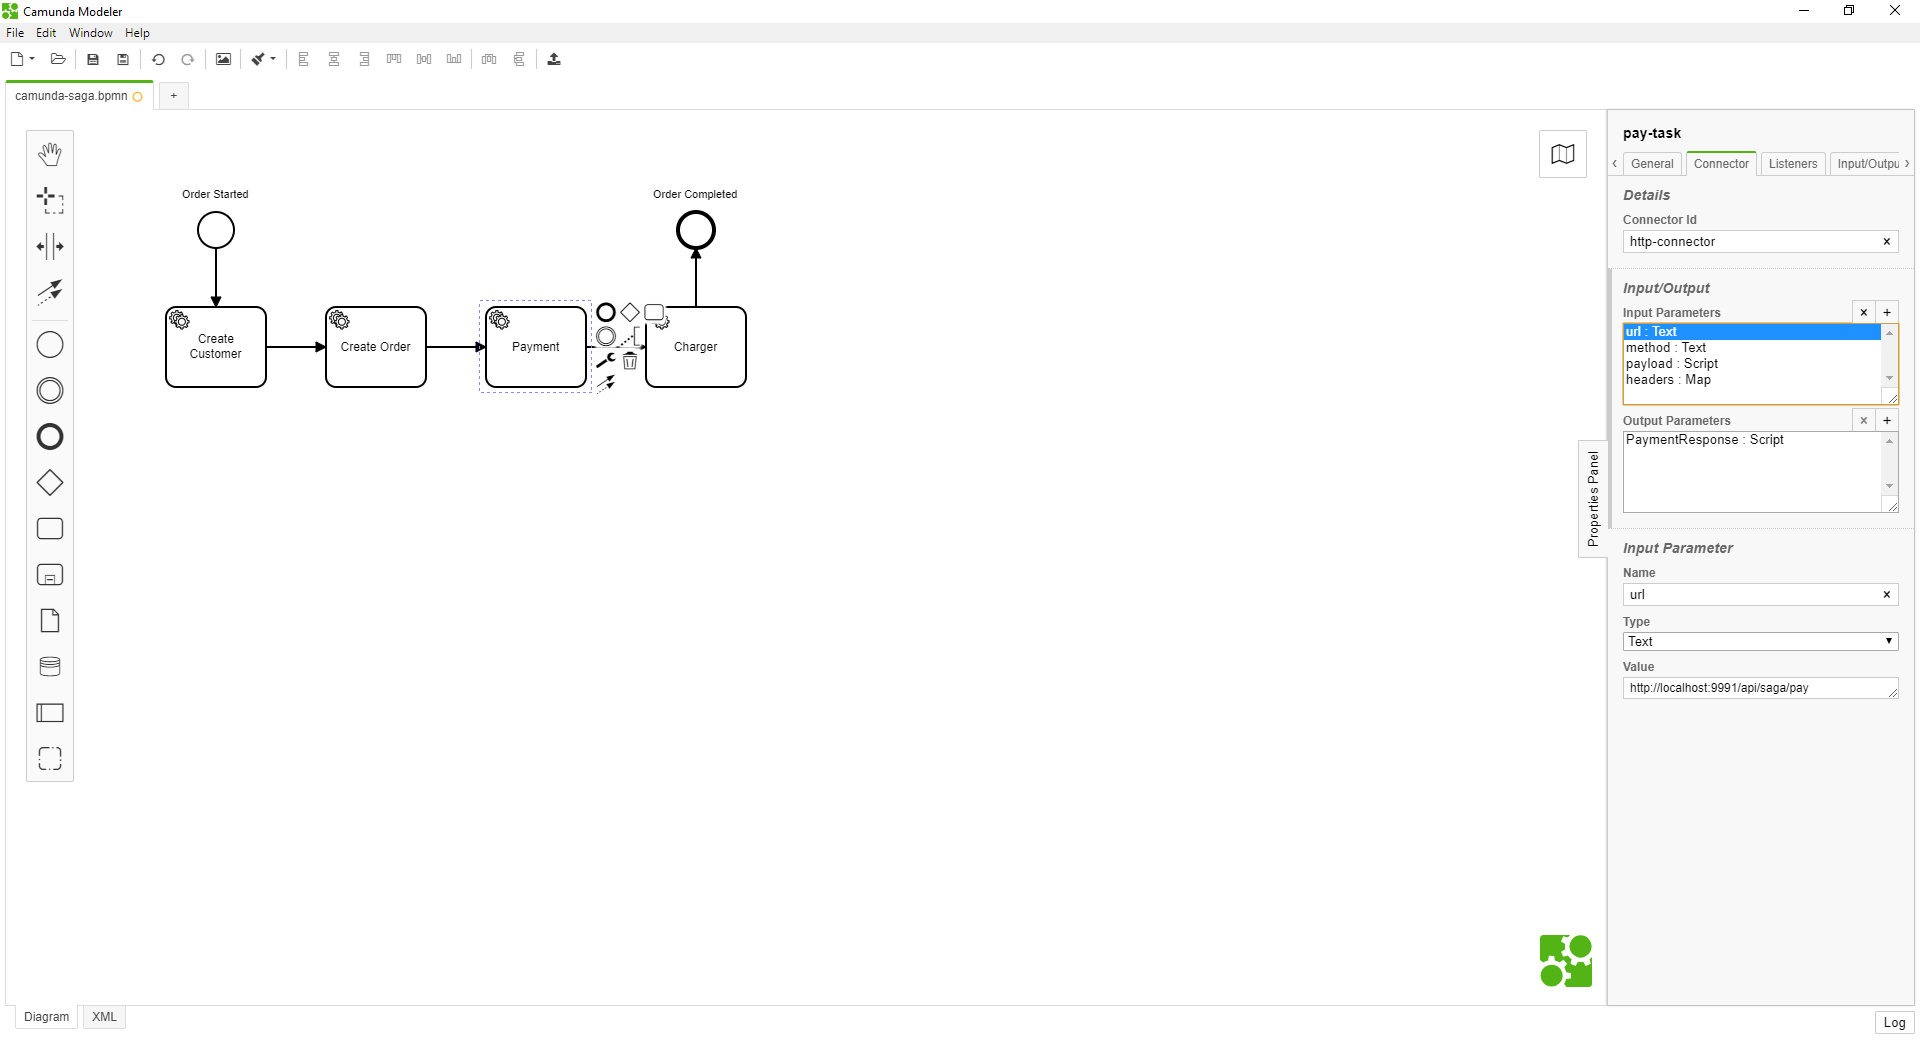 Camunda Modeler
File Edit Window Help
camunda-saga.bpmn
+
pay-task
General Connector Listeners Input/Outpu
Details
Connector Id
http-connector
Input/Output
Input Parameters
url : Text
method : Text
payload : Script
headers : Map
Output Parameters
PaymentResponse : Script
Input Parameter
Name
url
Type
Text
Value
http://localhost:9991/api/saga/pay
Properties Panel
Order Started
Order Completed
Create
Customer
Create Order
Payment
Charger
Diagram XML
Log